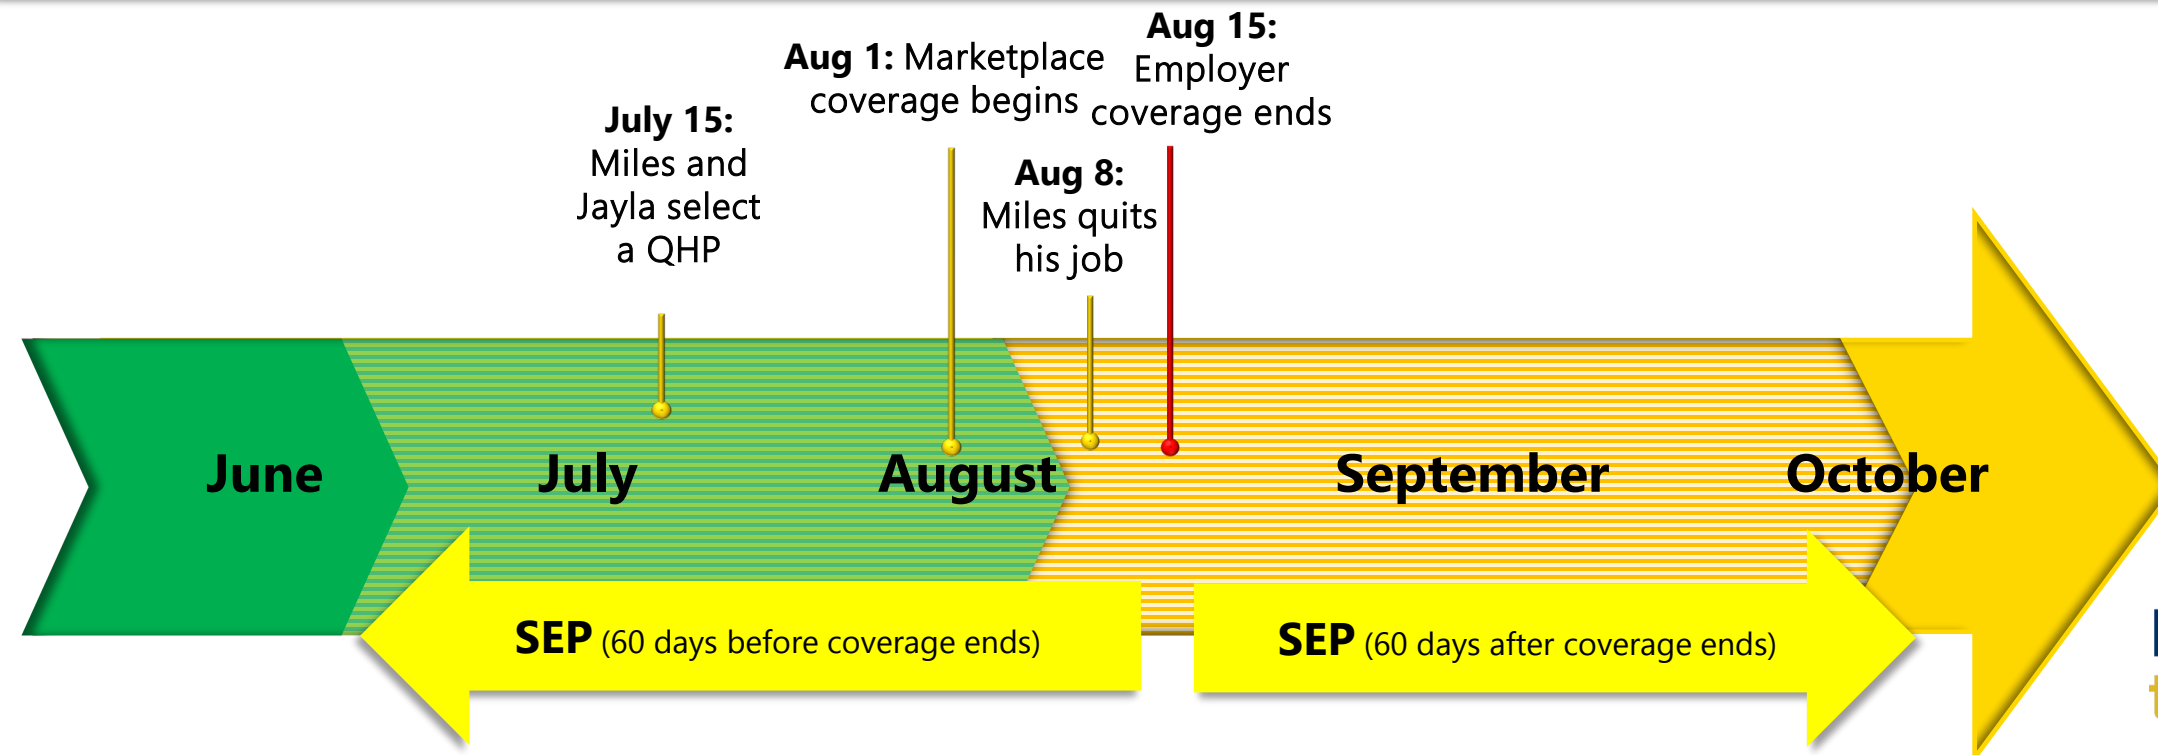 July 15:
Miles and
Jayla select
a QHP
Aug 1: Marketplace
coverage begins
Aug 8:
Miles quits
his job
Aug 15:
Employer
coverage ends
June
July
August
September
October
SEP (60 days before coverage ends)
SEP (60 days after coverage ends)